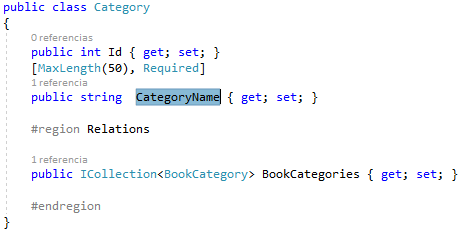 public class Category
{
0 referencias
public int Id { get; set; }
[MaxLength(50), Required]
1 referencia
public string  CategoryName { get; set; }
#region Relations
1 referencia
public ICollection<BookCategory> BookCategories { get; set; }
#endregion
}